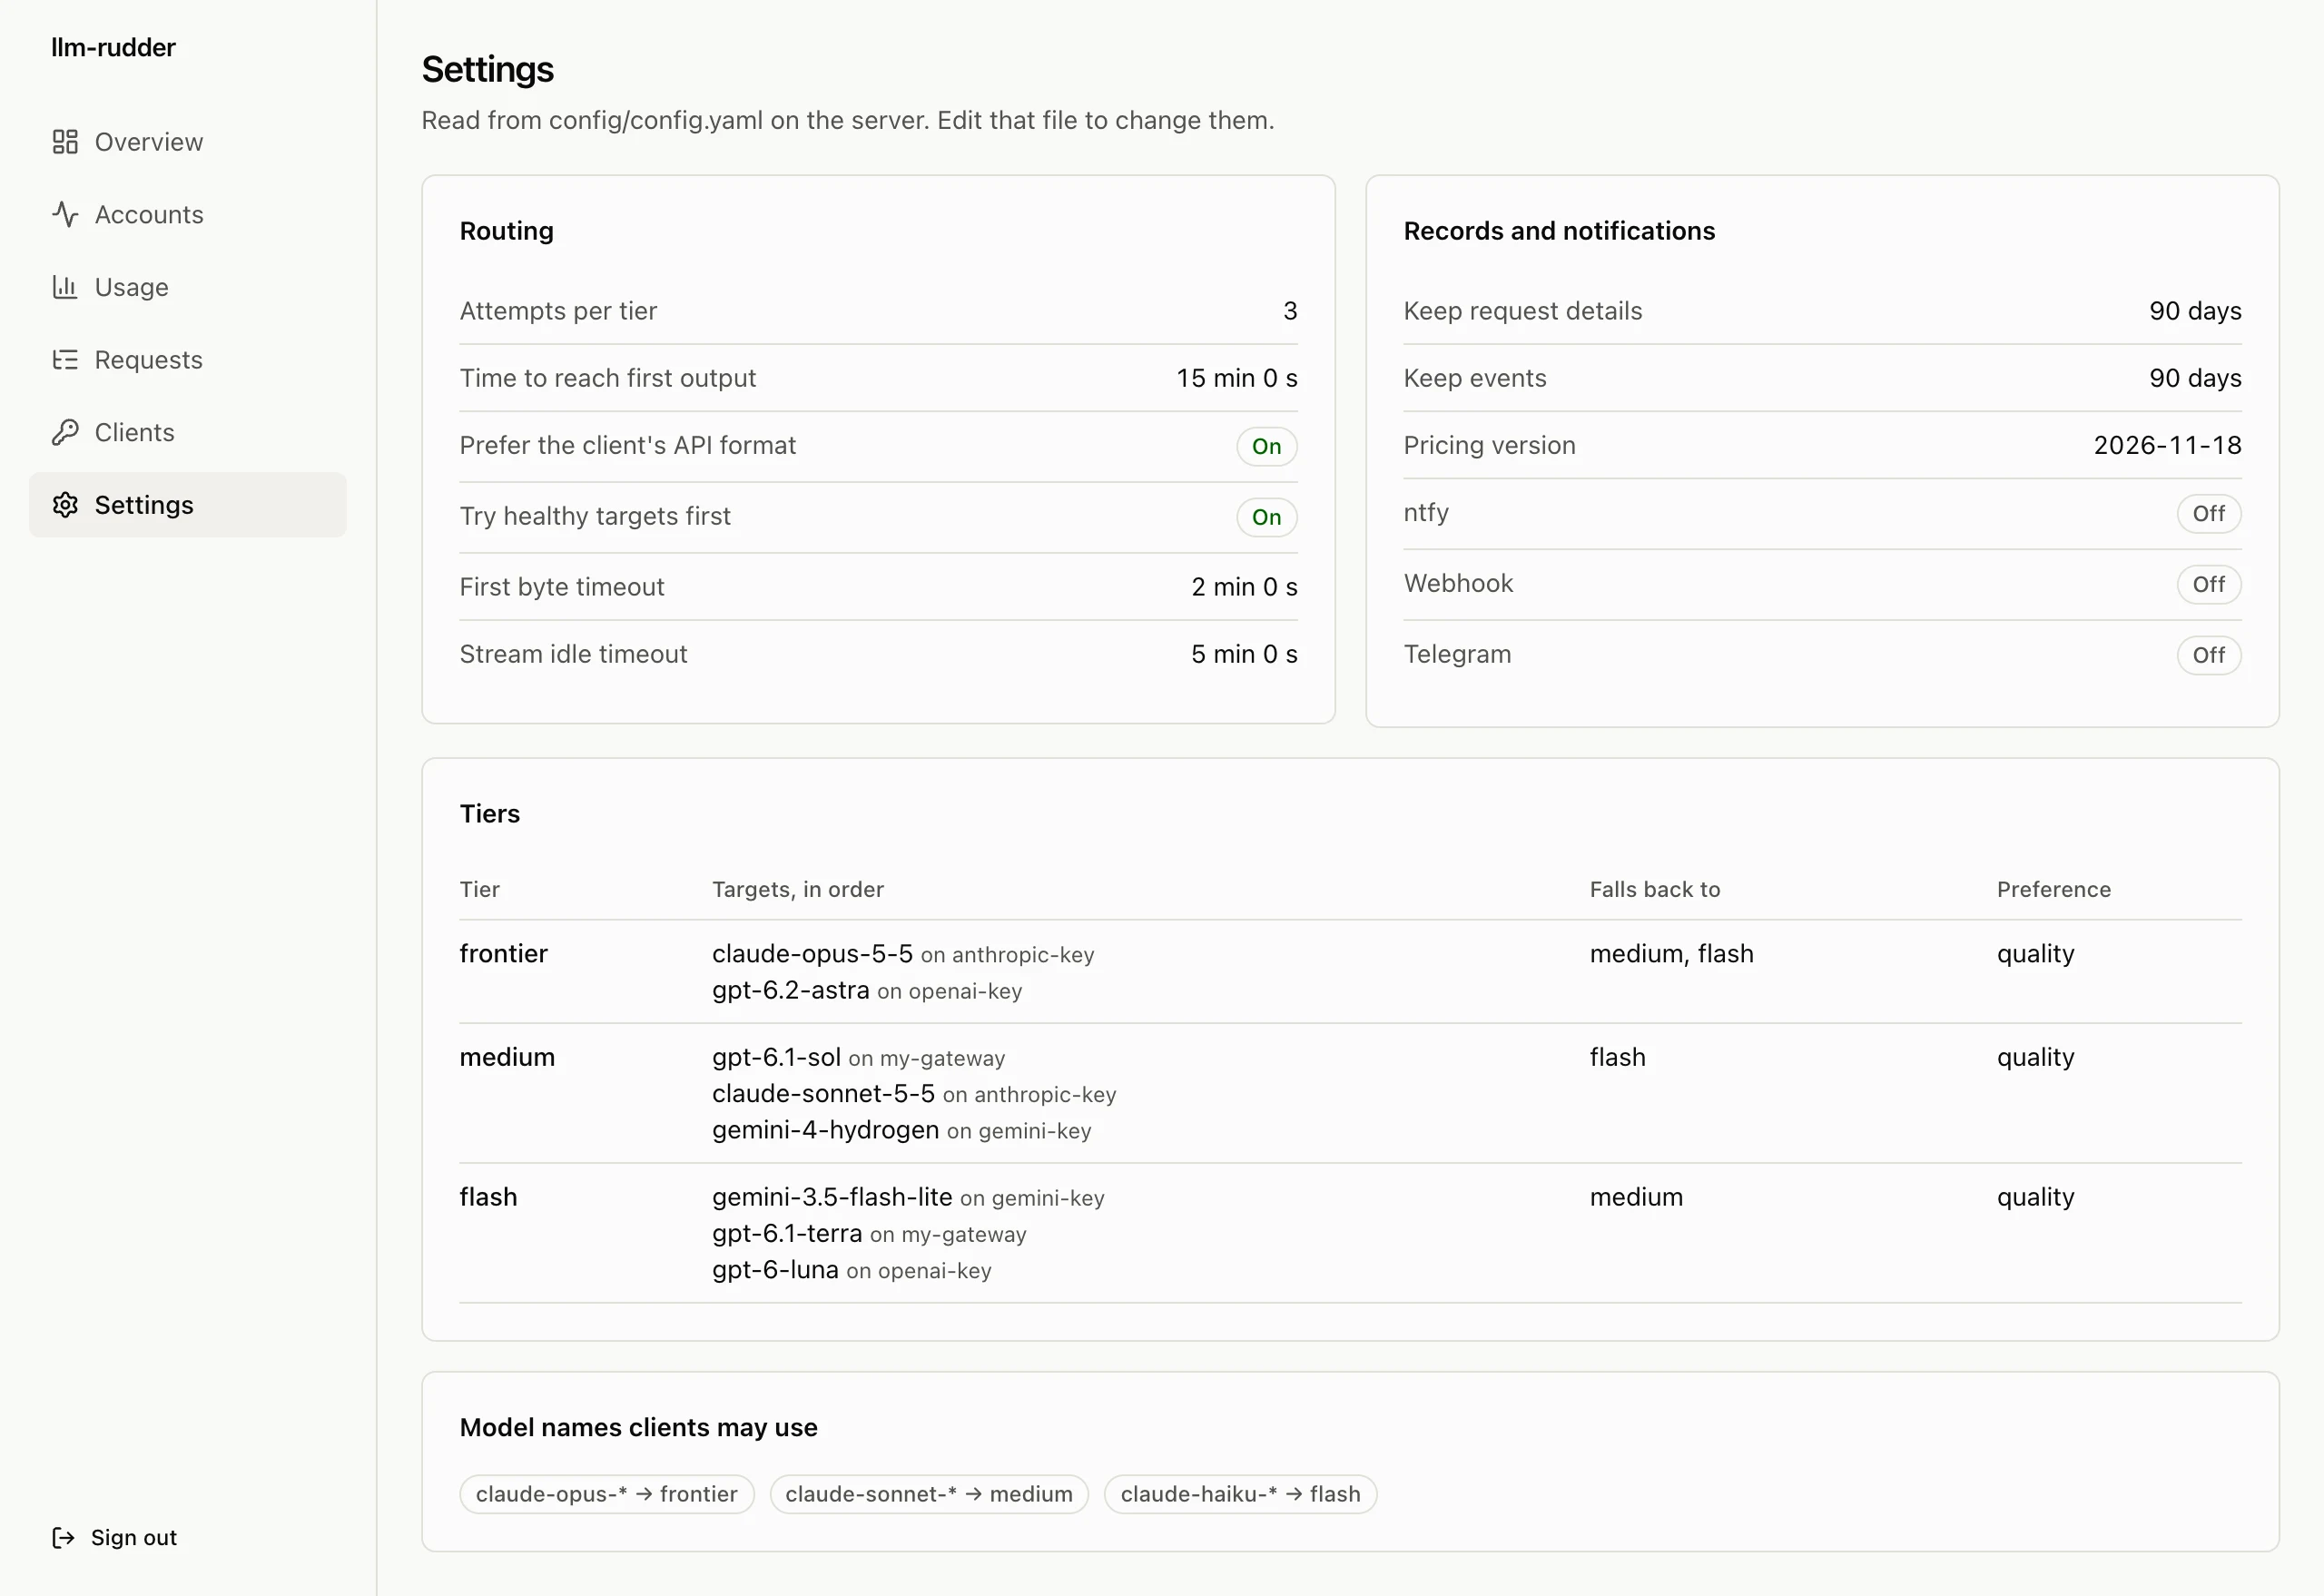 llm-rudder
Overview
Accounts
Usage
Requests
Clients
Settings
Sign out
Settings
Read from config/config.yaml on the server. Edit that file to change them.
Routing
Attempts per tier 3
Time to reach first output 15 min 0 s
Prefer the client's API format On
Try healthy targets first On
First byte timeout 2 min 0 s
Stream idle timeout 5 min 0 s
Records and notifications
Keep request details 90 days
Keep events 90 days
Pricing version 2026-11-18
ntfy Off
Webhook Off
Telegram Off
Tiers
Tier Targets, in order Falls back to Preference
frontier claude-opus-5-5 on anthropic-key medium, flash quality
gpt-6.2-astra on openai-key
medium gpt-6.1-sol on my-gateway flash quality
claude-sonnet-5-5 on anthropic-key
gemini-4-hydrogen on gemini-key
flash gemini-3.5-flash-lite on gemini-key medium quality
gpt-6.1-terra on my-gateway
gpt-6-luna on openai-key
Model names clients may use
claude-opus-* → frontier claude-sonnet-* → medium claude-haiku-* → flash